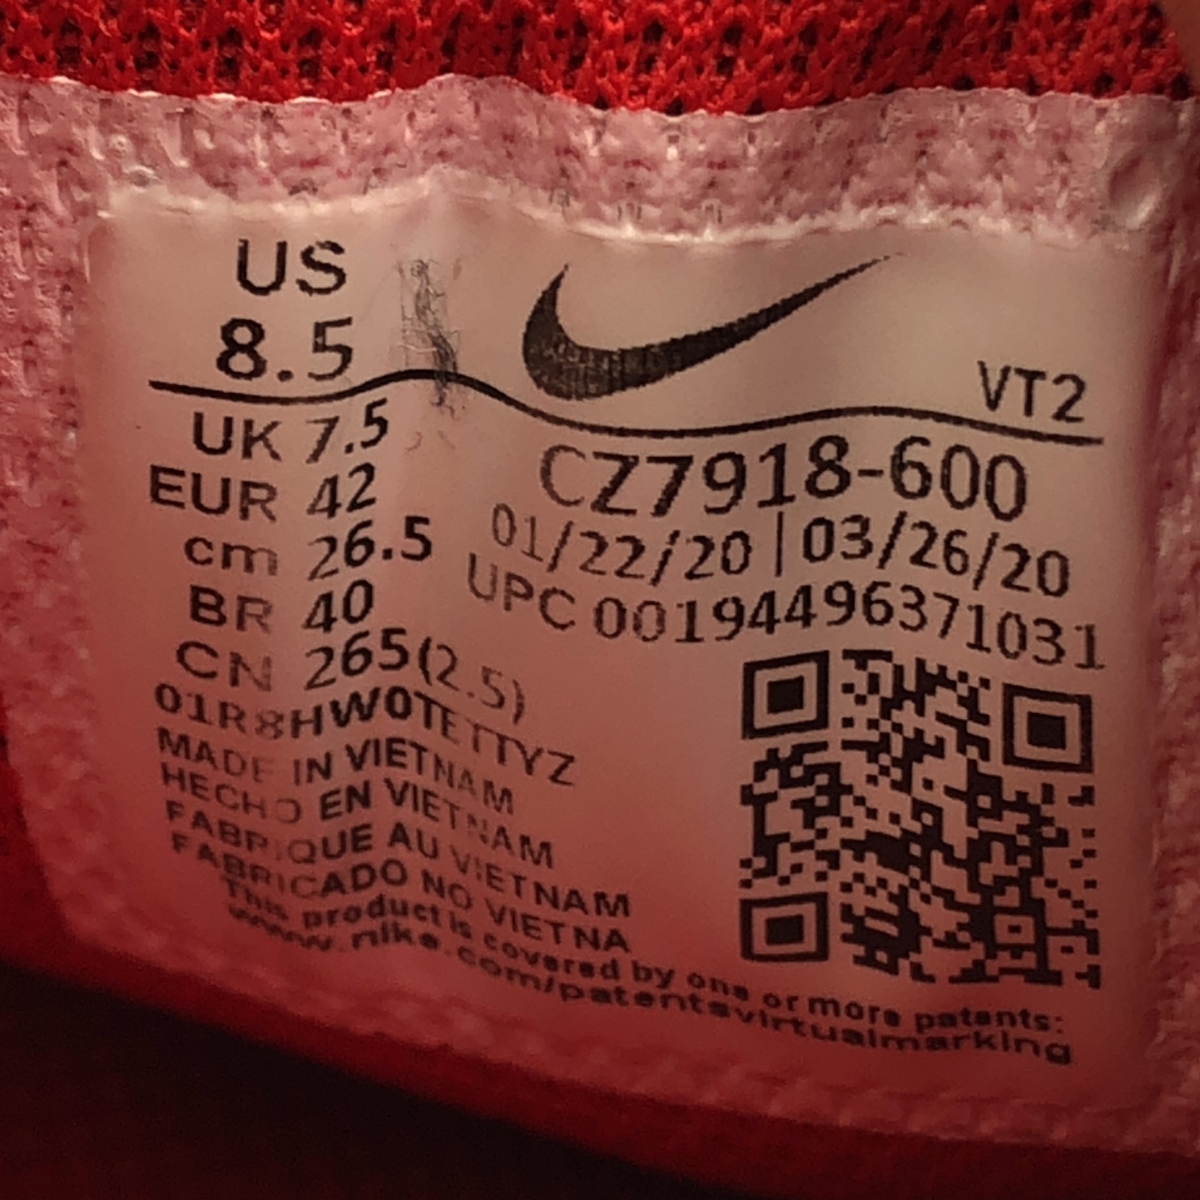 US
8.5
VT2
UK 7.5
EUR 42
cm 26.5
BR 40
CN 265(2.5)
CZ7918-600
01/22/20 | 03/26/20
UPC 00194496371031
01R8HW0TETTYZ
MADE IN VIETNAM
HECHO EN VIETNAM
FABRIQUE AU VIETNAM
FABRICADO NO VIETNA
This product is covered by one or more patents:
www.nike.com/patentsvirtualmarking